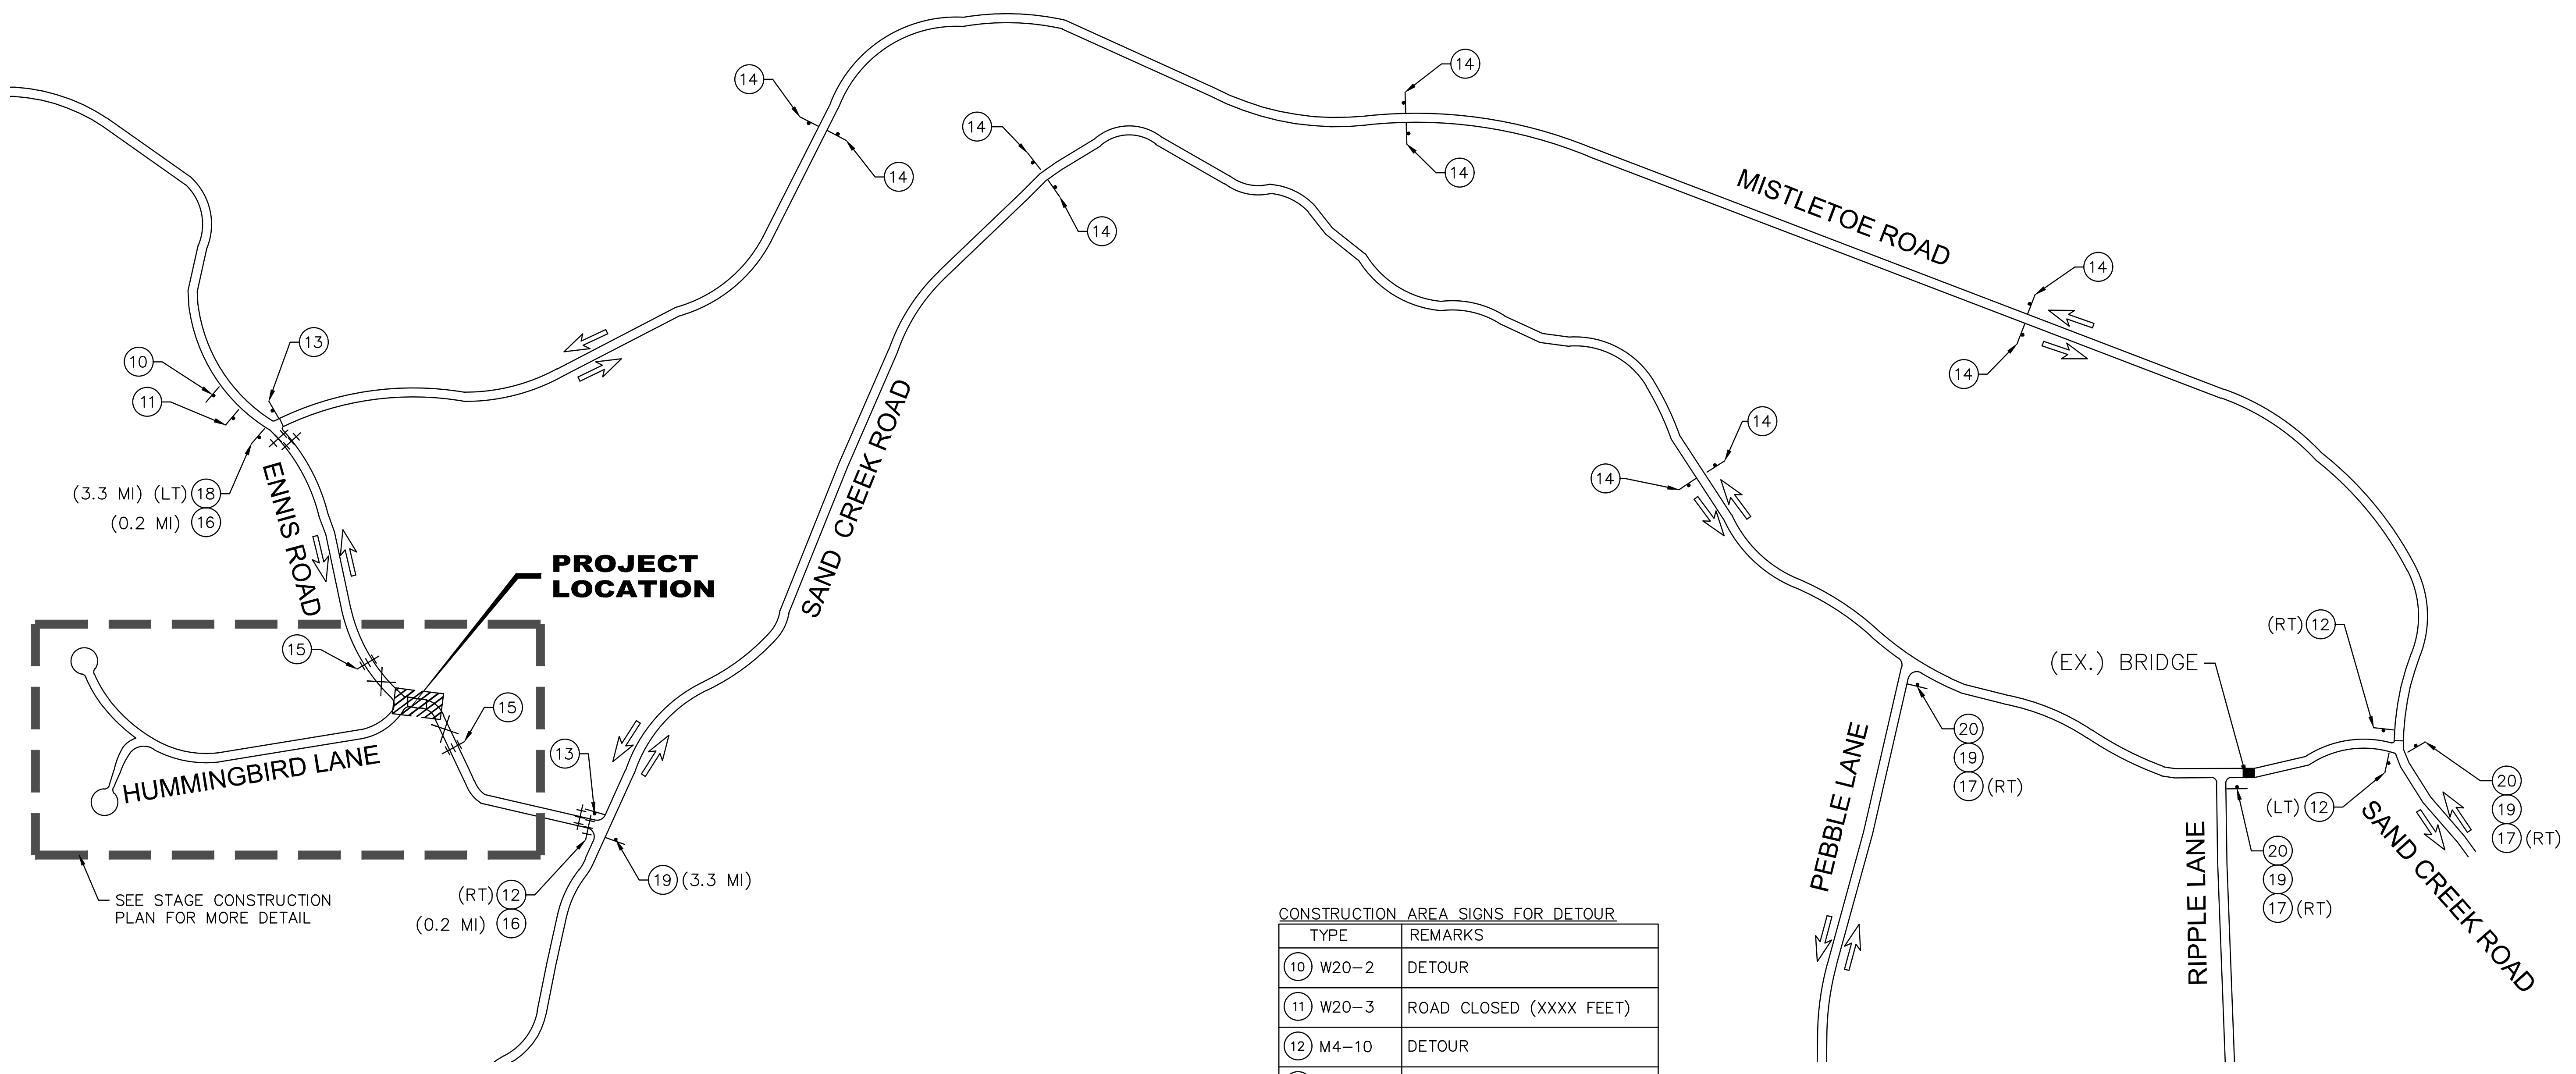 14
14
14
14
14
14
MISTLETOE ROAD
14
14
13
10
11
SAND CREEK ROAD
14
14
(3.3 MI) (LT) 18
(0.2 MI) 16
ENNIS ROAD
PROJECT
LOCATION
15
15
HUMMINGBIRD LANE
13
(RT) 12
(EX.) BRIDGE
20
19
17 (RT)
PEBBLE LANE
(LT) 12
20
19
17 (RT)
SAND CREEK ROAD
20
19
17 (RT)
RIPPLE LANE
SEE STAGE CONSTRUCTION
PLAN FOR MORE DETAIL
(RT) 12
(0.2 MI) 16
19 (3.3 MI)
CONSTRUCTION AREA SIGNS FOR DETOUR
TYPE REMARKS
10 W20-2 DETOUR
11 W20-3 ROAD CLOSED (XXXX FEET)
12 M4-10 DETOUR